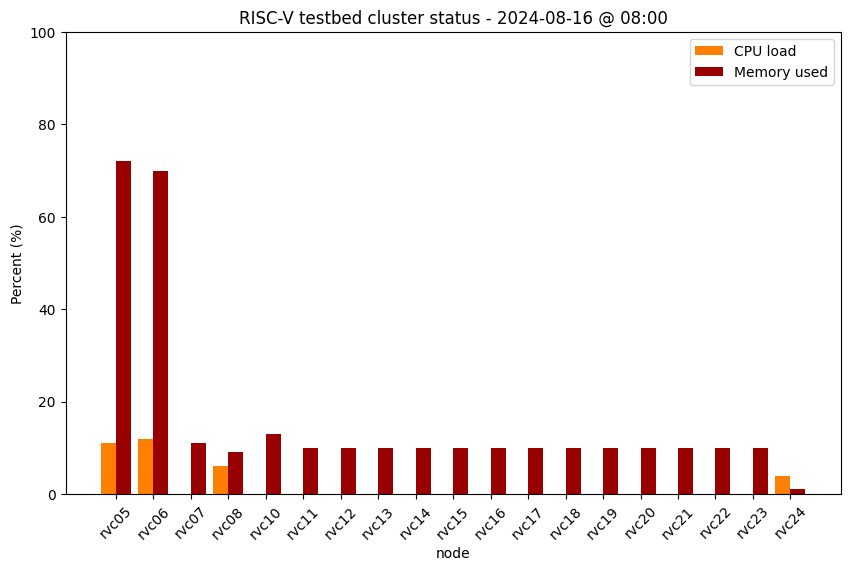 RISC-V testbed cluster status - 2024-08-16 @ 08:00
CPU load
Memory used
Percent (%)
100
80
60
40
20
0
rvc05
rvc06
rvc07
rvc08
rvc10
rvc11
rvc12
rvc13
rvc14
rvc15
rvc16
rvc17
rvc18
rvc19
rvc20
rvc21
rvc22
rvc23
rvc24
node